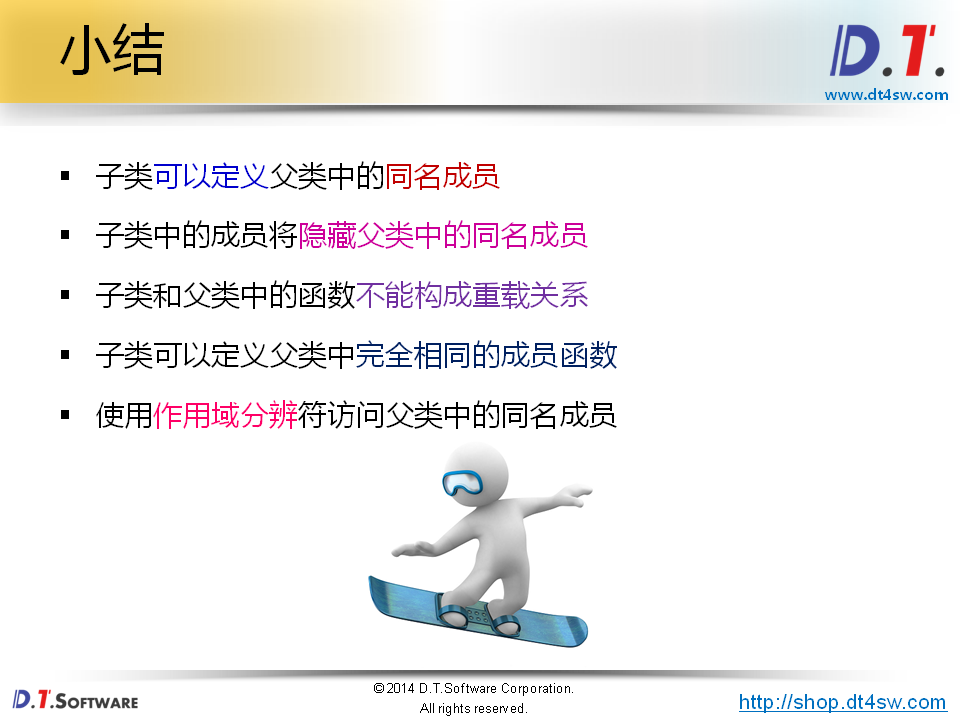 小结
D.T.
www.dt4sw.com
▪ 子类可以定义父类中的同名成员
▪ 子类中的成员将隐藏父类中的同名成员
▪ 子类和父类中的函数不能构成重载关系
▪ 子类可以定义父类中完全相同的成员函数
▪ 使用作用域分辨符访问父类中的同名成员
D.T.SOFTWARE
©2014 D.T.Software Corporation.
All rights reserved.
http://shop.dt4sw.com